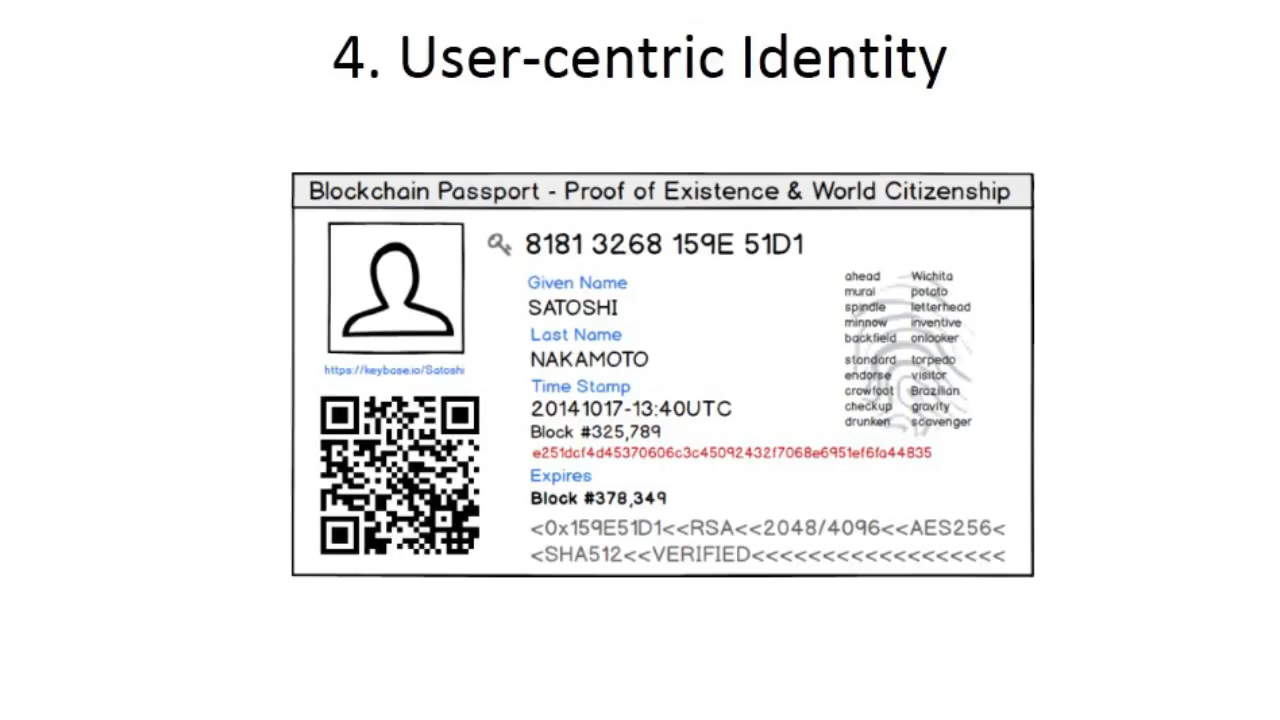 4. User-centric Identity
Blockchain Passport - Proof of Existence & World Citizenship
8181 3268 159E 51D1
Given Name
SATOSHI
Last Name
NAKAMOTO
Time Stamp
20141017-13:40UTC
Block #325,789
e251dcf4d45370606c3c45092432f7068e6951ef6fa44835
Expires
Block #378,349
<0x159E51D1<<RSA<<2048/4096<<AES256<
<SHA512<<VERIFIED<<<<<<<<<<<<<<<<<<<
https://keybase.io/Satoshi
ahead Wichita
mural potato
spindle letterhead
minnow inventive
backfield onlooker
standard torpedo
endorse visitor
crowfoot Brazilian
checkup gravity
drunken scavenger